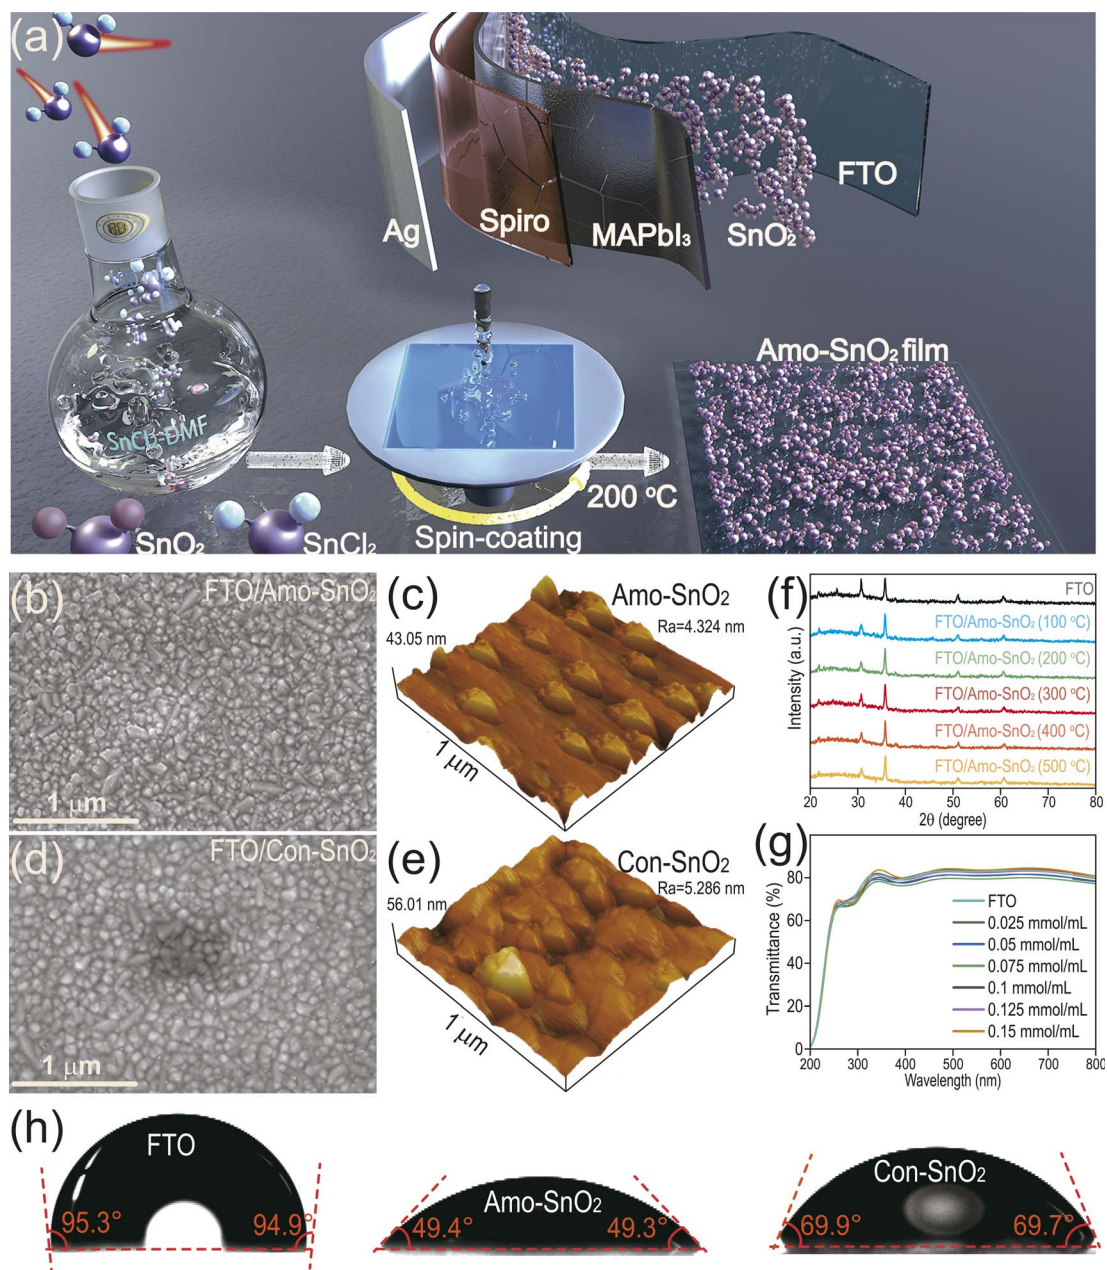 (a)
Ag
Spiro
MAPbI₃
SnO₂
FTO
SnCl₂-DMF
Amo-SnO₂ film
200 °C
Spin-coating
SnO₂
SnCl₂
(b)
FTO/Amo-SnO₂
1 μm
(c)
Amo-SnO₂
Ra=4.324 nm
43.05 nm
1 μm
(d)
FTO/Con-SnO₂
1 μm
(e)
Con-SnO₂
Ra=5.286 nm
56.01 nm
1 μm
(f)
FTO
FTO/Amo-SnO₂ (100 °C)
FTO/Amo-SnO₂ (200 °C)
FTO/Amo-SnO₂ (300 °C)
FTO/Amo-SnO₂ (400 °C)
FTO/Amo-SnO₂ (500 °C)
Intensity (a.u.)
20 30 40 50 60 70 80
2θ (degree)
(g)
80
60
40
20
0
Transmittance (%)
FTO
0.025 mmol/mL
0.05 mmol/mL
0.075 mmol/mL
0.1 mmol/mL
0.125 mmol/mL
0.15 mmol/mL
200 300 400 500 600 700 800
Wavelength (nm)
(h)
FTO
95.3° 94.9°
Amo-SnO₂
49.4° 49.3°
Con-SnO₂
69.9° 69.7°